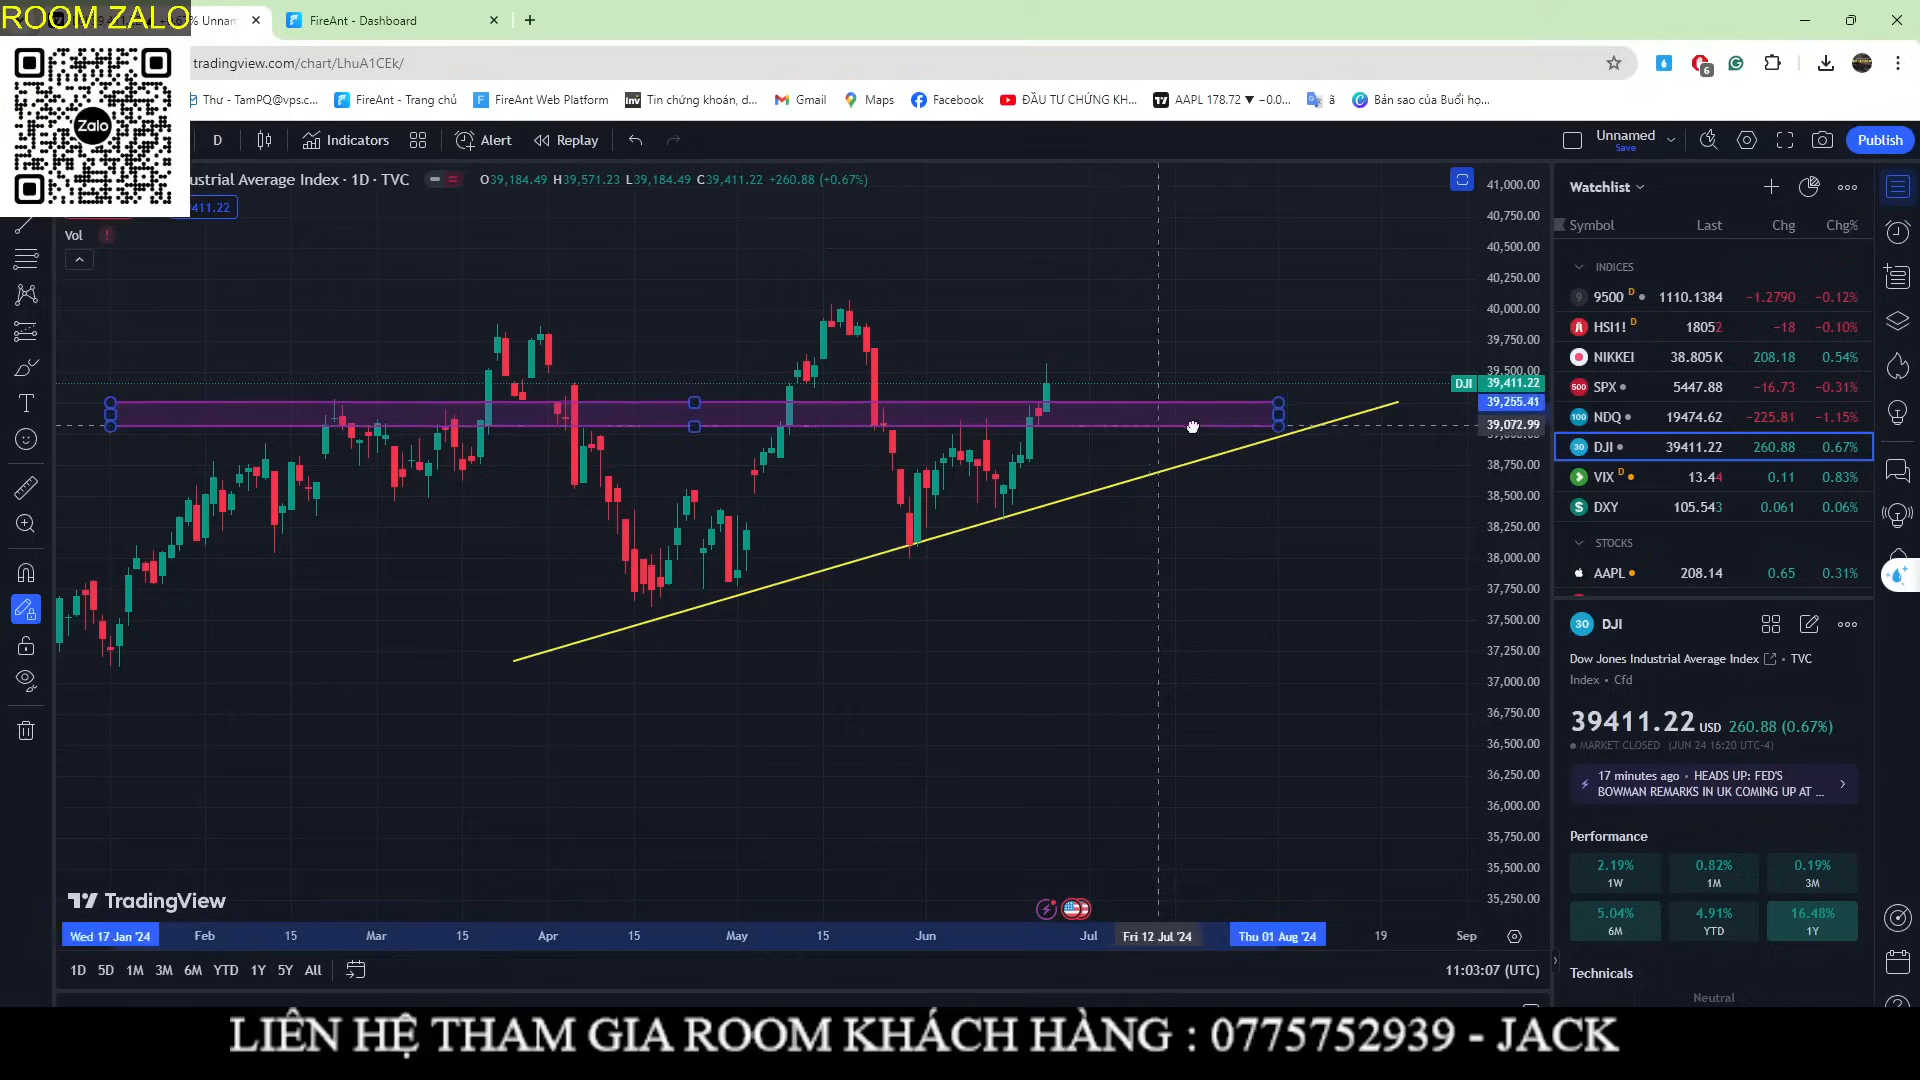 ROOM ZALO
Unnam
FireAnt - Dashboard
tradingview.com/chart/LhuA1CEk/
Zalo
Thư - TamPQ@vps.c...
FireAnt - Trang chủ
FireAnt Web Platform
Tin chứng khoán, d...
Gmail
Maps
Facebook
ĐẦU TƯ CHỨNG KH...
AAPL 178.72 ▼ −0.0...
ã
Bản sao của Buổi họ...
D
Indicators
Alert
Replay
Unnamed
Save
Publish
ustrial Average Index · 1D · TVC
O39,184.49 H39,571.23 L39,184.49 C39,411.22 +260.88 (+0.67%)
411.22
Vol
41,000.00
40,750.00
40,500.00
40,250.00
40,000.00
39,750.00
39,500.00
DJI 39,411.22
39,255.41
39,072.99
38,750.00
38,500.00
38,250.00
38,000.00
37,750.00
37,500.00
37,250.00
37,000.00
36,750.00
36,500.00
36,250.00
36,000.00
35,750.00
35,500.00
35,250.00
TradingView
Wed 17 Jan '24 Feb 15 Mar 15 Apr 15 May 15 Jun Jul Fri 12 Jul '24 Thu 01 Aug '24 19 Sep
1D 5D 1M 3M 6M YTD 1Y 5Y All
11:03:07 (UTC)
Watchlist
Symbol Last Chg Chg%
INDICES
9500 D 1110.1384 −1.2790 −0.12%
HSI1! D 18052 −18 −0.10%
NIKKEI 38.805K 208.18 0.54%
SPX 5447.88 −16.73 −0.31%
NDQ 19474.62 −225.81 −1.15%
DJI 39411.22 260.88 0.67%
VIX D 13.44 0.11 0.83%
DXY 105.543 0.061 0.06%
STOCKS
AAPL 208.14 0.65 0.31%
30 DJI
Dow Jones Industrial Average Index • TVC
Index • Cfd
39411.22 USD 260.88 (0.67%)
MARKET CLOSED (JUN 24 16:20 UTC-4)
17 minutes ago • HEADS UP: FED'S
BOWMAN REMARKS IN UK COMING UP AT ...
Performance
2.19% 0.82% 0.19%
1W 1M 3M
5.04% 4.91% 16.48%
6M YTD 1Y
Technicals
Neutral
LIÊN HỆ THAM GIA ROOM KHÁCH HÀNG : 0775752939 - JACK